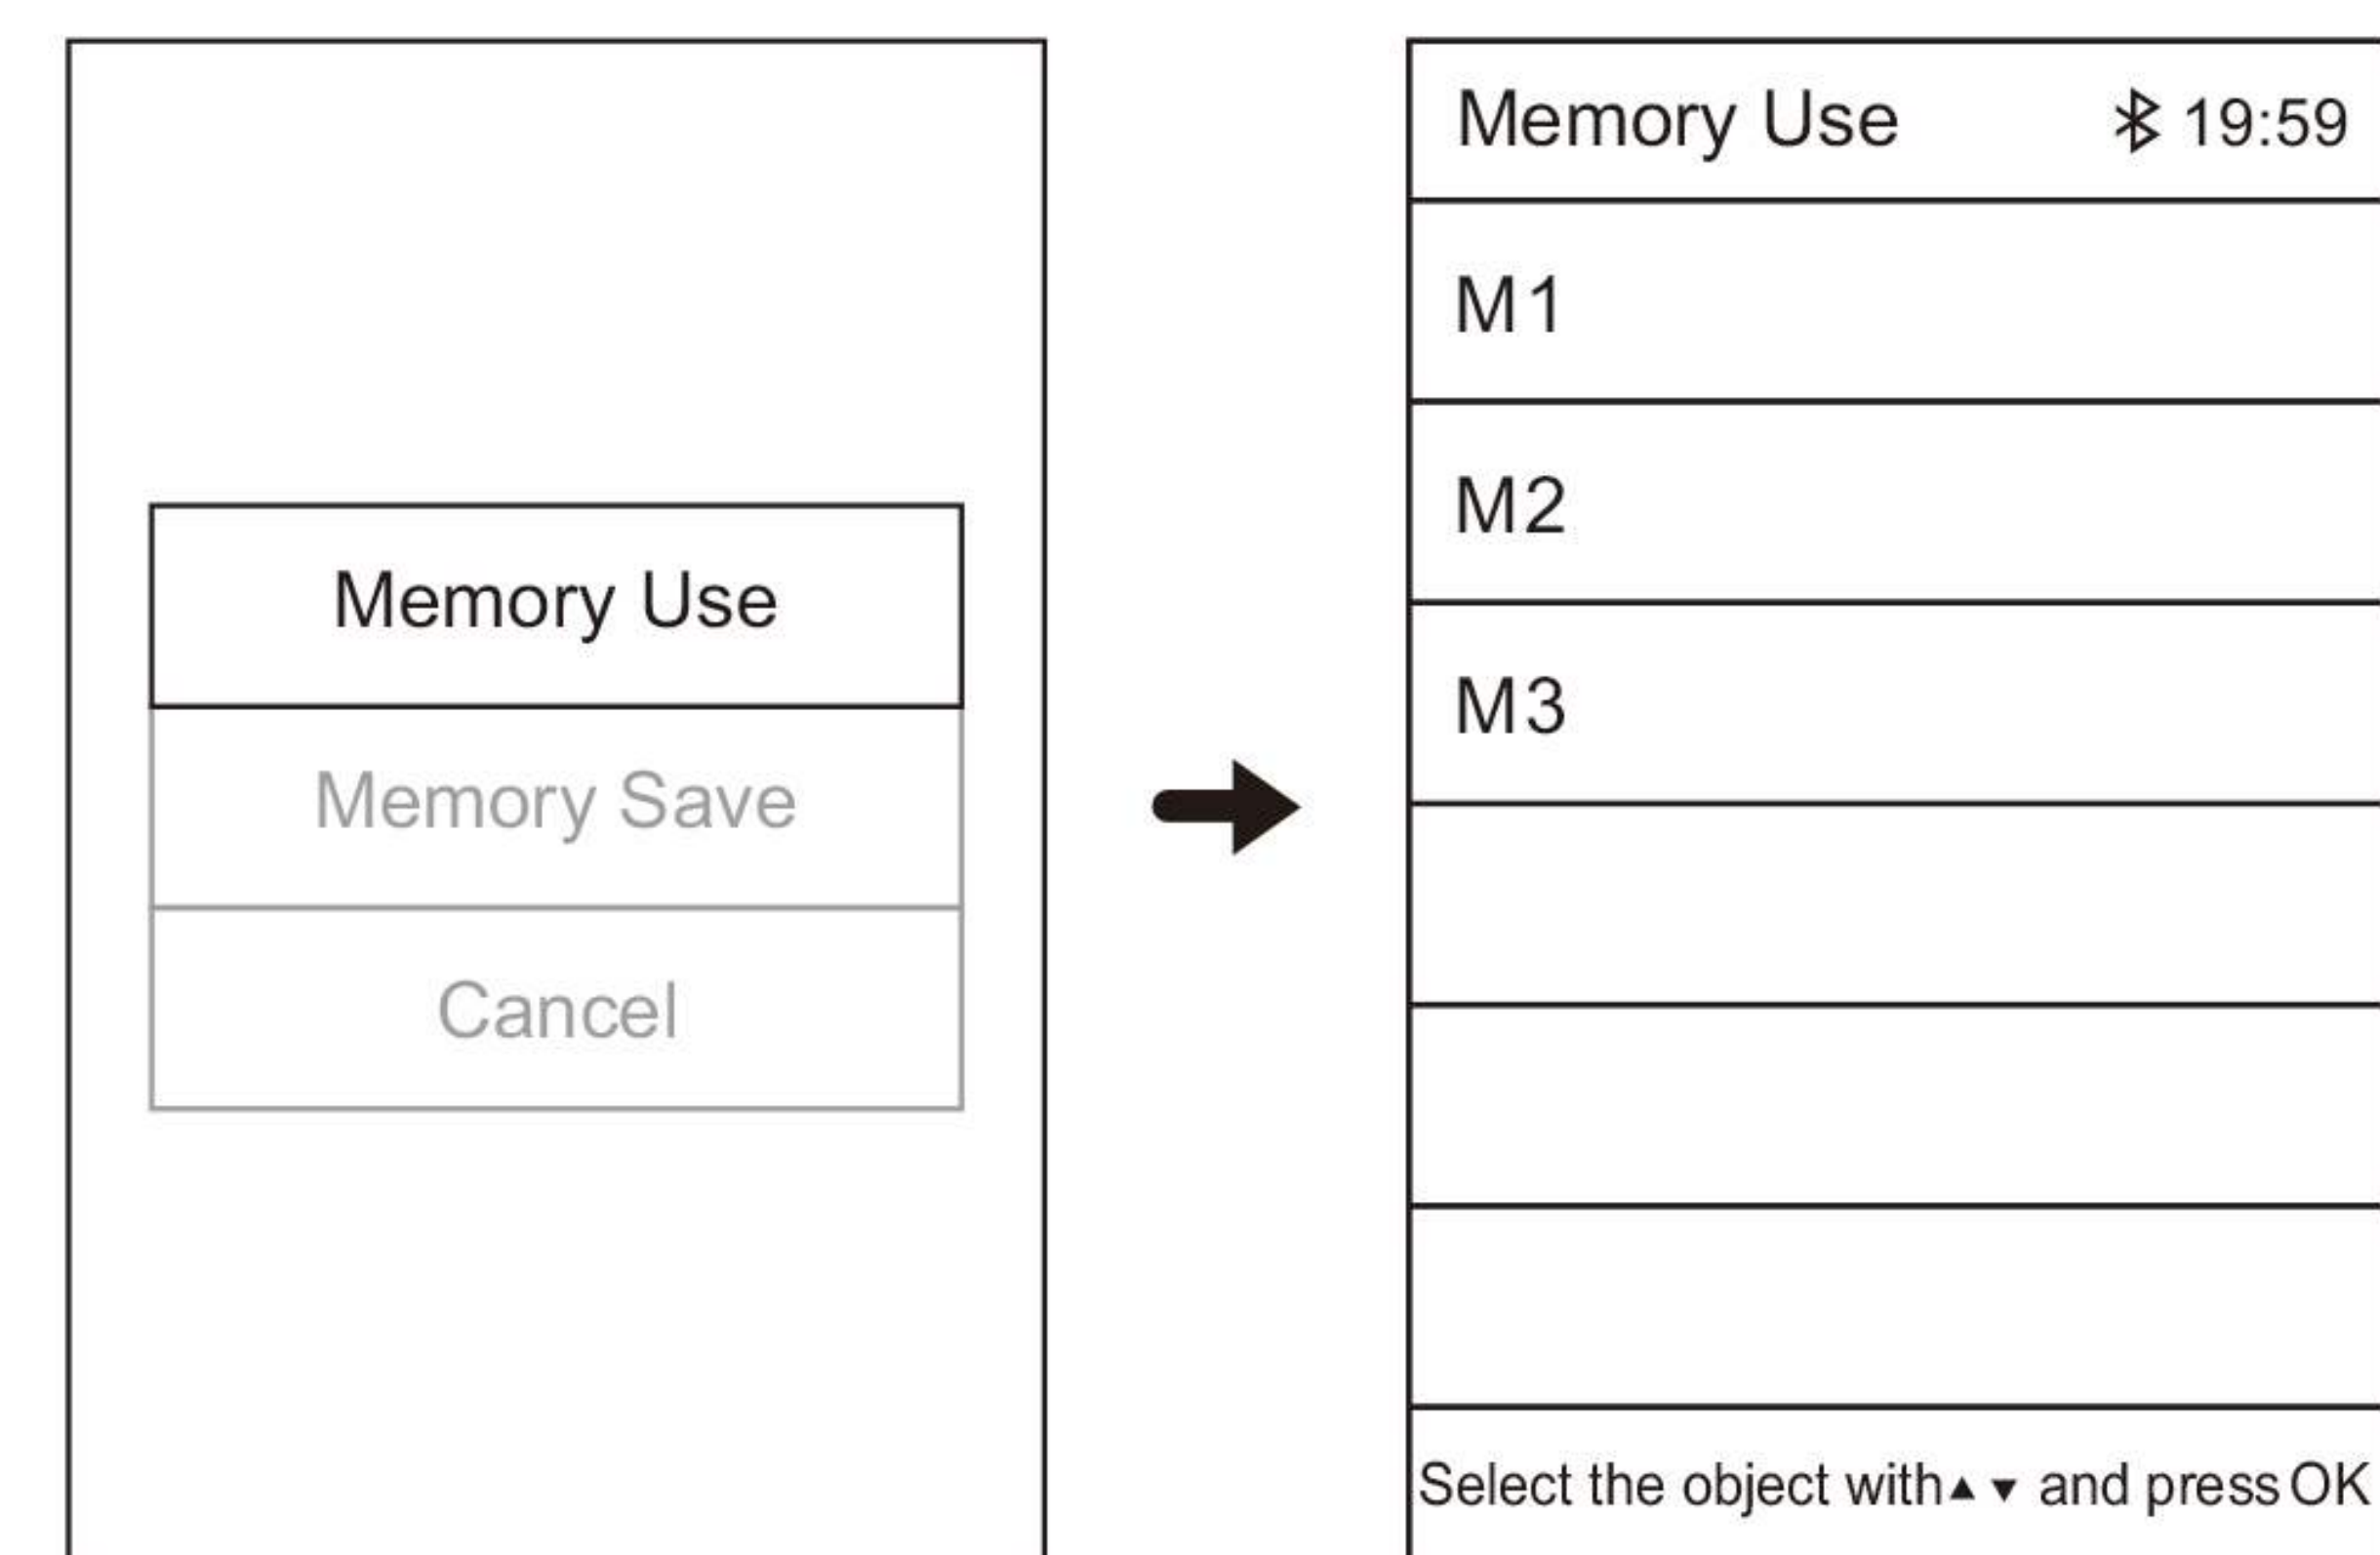 Memory Use
Memory Save
Cancel
Memory Use 19:59
M1
M2
M3
Select the object with▲ ▼ and press OK